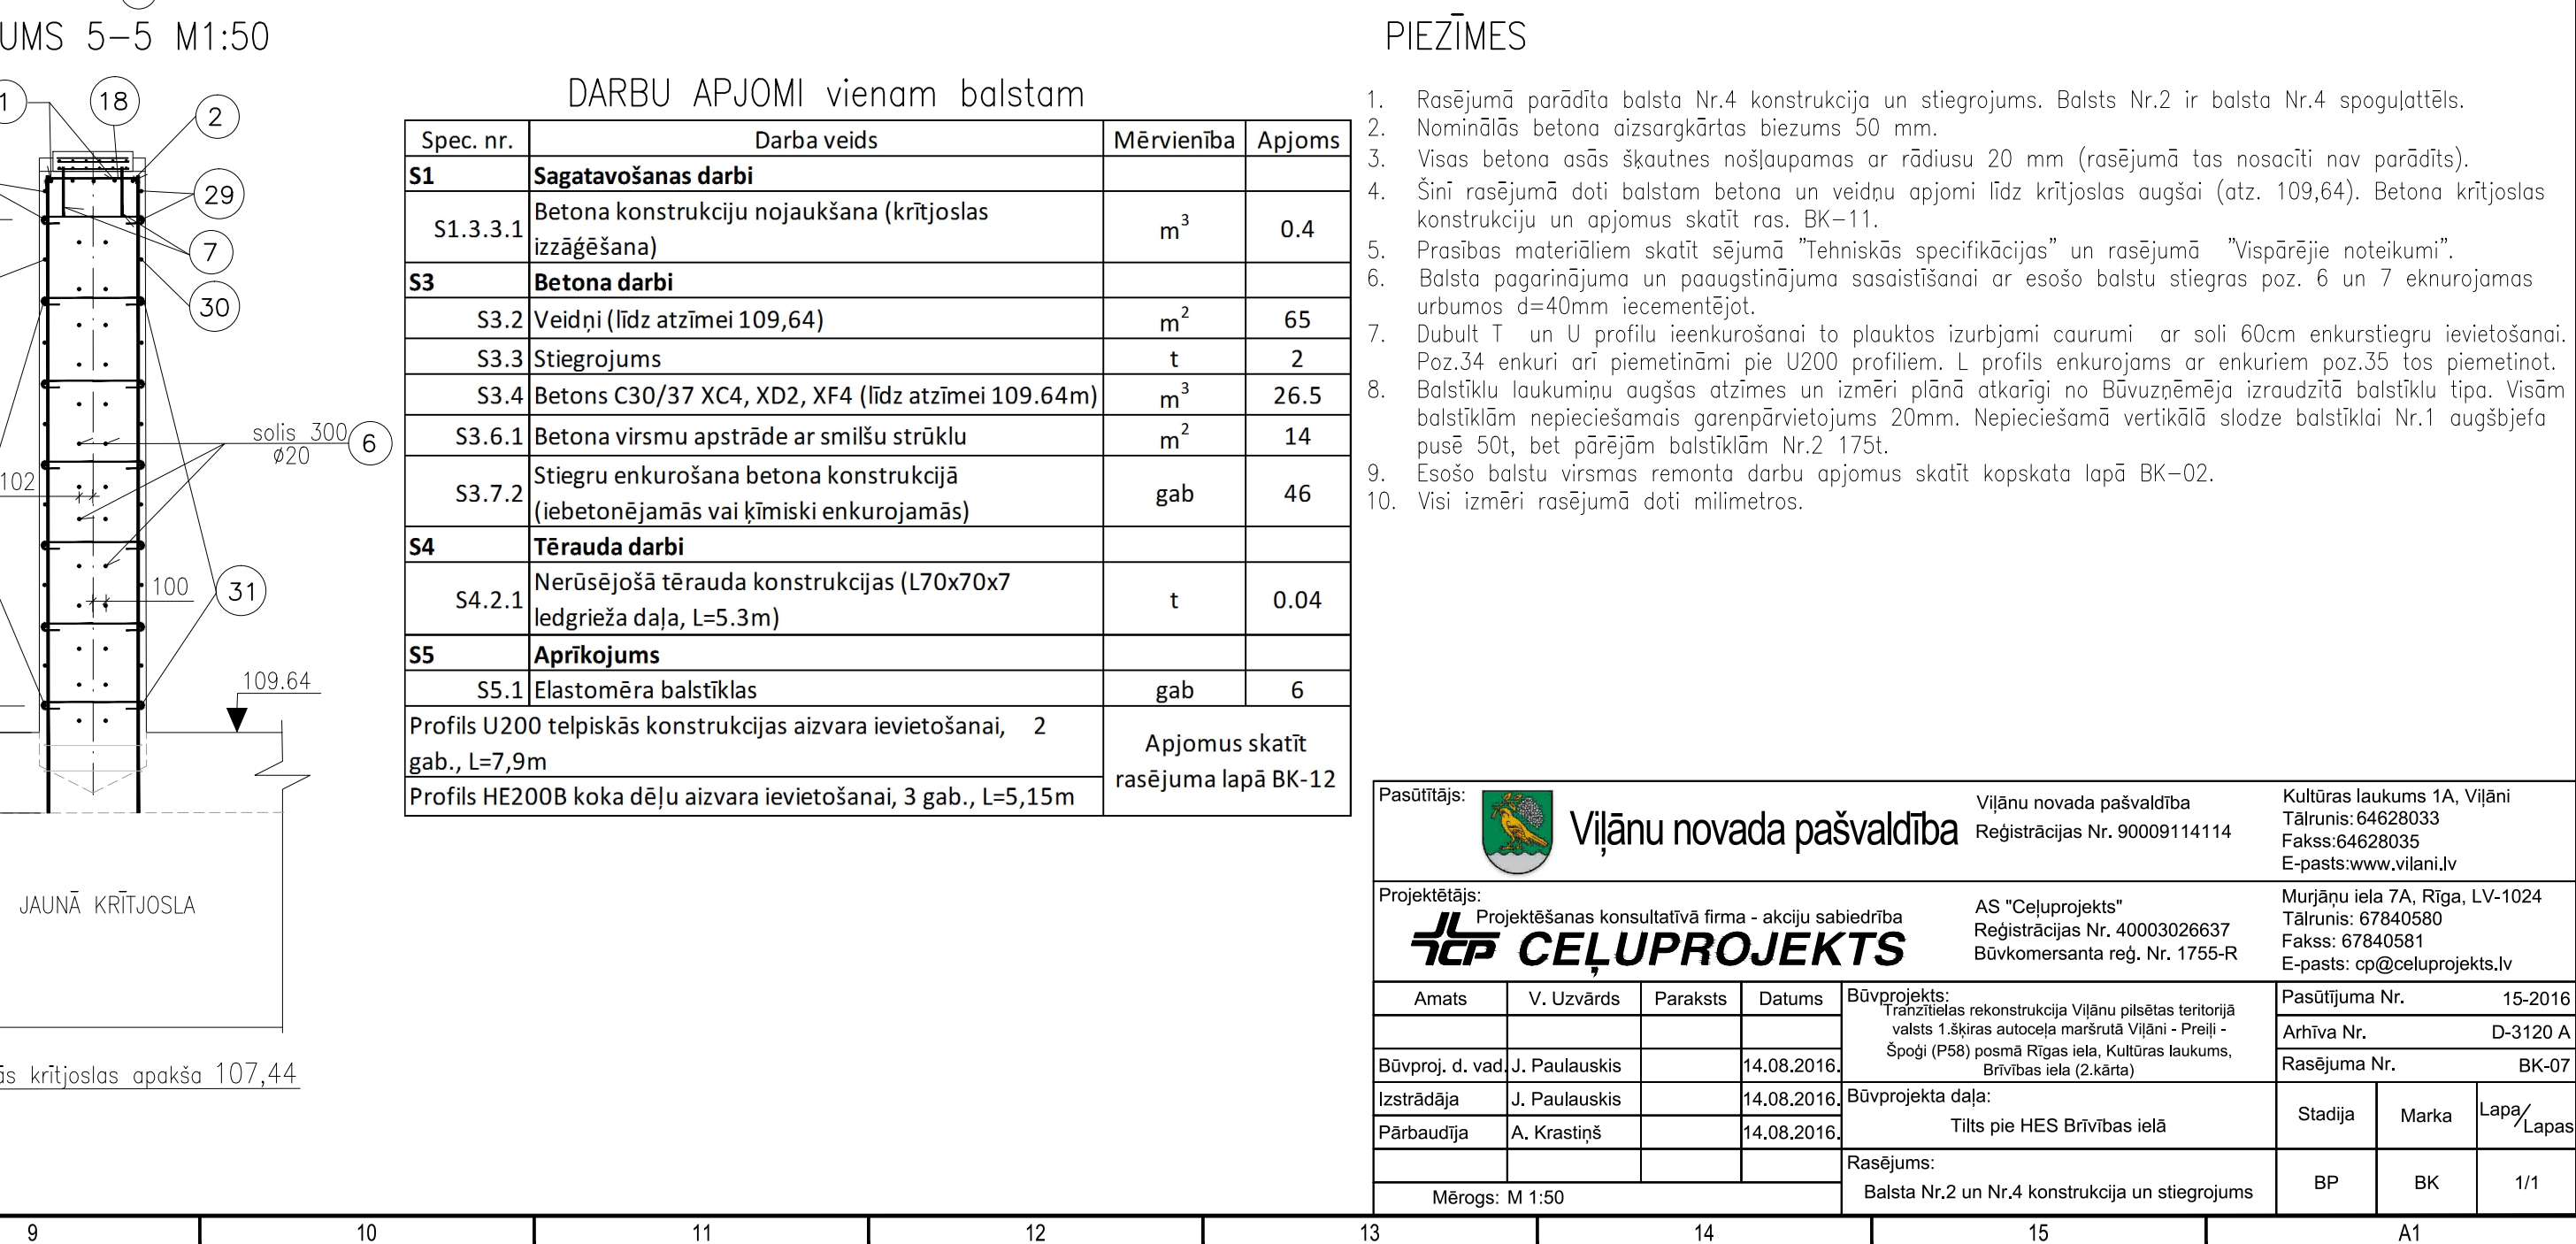 UMS 5-5 M1:50
1
18
2
29
7
30
solis 300
ø20
6
102
100
31
109.64
JAUNĀ KRĪTJOSLA
krītjoslas apakša 107,44
DARBU APJOMI vienam balstam
Spec. nr. Darba veids Mērvienība Apjoms
S1 Sagatavošanas darbi
S1.3.3.1 Betona konstrukciju nojaukšana (krītjoslas
izzāģēšana) m³ 0.4
S3 Betona darbi
S3.2 Veidņi (līdz atzīmei 109,64) m² 65
S3.3 Stiegrojums t 2
S3.4 Betons C30/37 XC4, XD2, XF4 (līdz atzīmei 109.64m) m³ 26.5
S3.6.1 Betona virsmu apstrāde ar smilšu strūklu m² 14
S3.7.2 Stiegru enkurošana betona konstrukcijā
(iebetonējamās vai ķīmiski enkurojamās) gab 46
S4 Tērauda darbi
S4.2.1 Nerūsējošā tērauda konstrukcijas (L70x70x7
ledgrieža daļa, L=5.3m) t 0.04
S5 Aprīkojums
S5.1 Elastomēra balstīklas gab 6
Profils U200 telpiskās konstrukcijas aizvara ievietošanai, 2
gab., L=7,9m
Profils HE200B koka dēļu aizvara ievietošanai, 3 gab., L=5,15m
Apjomus skatīt
rasējuma lapā BK-12
PIEZĪMES
1. Rasējumā parādīta balsta Nr.4 konstrukcija un stiegrojums. Balsts Nr.2 ir balsta Nr.4 spoguļattēls.
2. Nominālās betona aizsargkārtas biezums 50 mm.
3. Visas betona asās šķautnes nošļaupamas ar rādiusu 20 mm (rasējumā tas nosacīti nav parādīts).
4. Šinī rasējumā doti balstam betona un veidņu apjomi līdz krītjoslas augšai (atz. 109,64). Betona krītjoslas
konstrukciju un apjomus skatīt ras. BK-11.
5. Prasības materiāliem skatīt sējumā "Tehniskās specifikācijas" un rasējumā "Vispārējie noteikumi".
6. Balsta pagarinājuma un paaugstinājuma sasaistīšanai ar esošo balstu stiegras poz. 6 un 7 eknurojamas
urbumos d=40mm iecementējot.
7. Dubult T un U profilu ieenkurošanai to plauktos izurbjami caurumi ar soli 60cm enkurstiegru ievietošanai.
Poz.34 enkuri arī piemetināmi pie U200 profiliem. L profils enkurojams ar enkuriem poz.35 tos piemetinot.
8. Balstīklu laukumiņu augšas atzīmes un izmēri plānā atkarīgi no Būvuzņēmēja izraudzītā balstīklu tipa. Visām
balstīklām nepieciešamais garenpārvietojums 20mm. Nepieciešamā vertikālā slodze balstīklai Nr.1 augšbjefa
pusē 50t, bet pārējām balstīklām Nr.2 175t.
9. Esošo balstu virsmas remonta darbu apjomus skatīt kopskata lapā BK-02.
10. Visi izmēri rasējumā doti milimetros.
Pasūtītājs:
Viļānu novada pašvaldība
Viļānu novada pašvaldība
Reģistrācijas Nr. 90009114114
Kultūras laukums 1A, Viļāni
Tālrunis: 64628033
Fakss:64628035
E-pasts:www.vilani.lv
Projektētājs:
Projektēšanas konsultatīvā firma - akciju sabiedrība
TCP CEĻUPROJEKTS
AS "Ceļuprojekts"
Reģistrācijas Nr. 40003026637
Būvkomersanta reģ. Nr. 1755-R
Murjāņu iela 7A, Rīga, LV-1024
Tālrunis: 67840580
Fakss: 67840581
E-pasts: cp@celuprojekts.lv
Amats V. Uzvārds Paraksts Datums
Būvproj. d. vad. J. Paulauskis 14.08.2016.
Izstrādāja J. Paulauskis 14.08.2016.
Pārbaudīja A. Krastiņš 14.08.2016.
Mērogs: M 1:50
Būvprojekts:
Tranzītielas rekonstrukcija Viļānu pilsētas teritorijā
valsts 1.šķiras autoceļa maršrutā Viļāni - Preiļi -
Špoģi (P58) posmā Rīgas iela, Kultūras laukums,
Brīvības iela (2.kārta)
Būvprojekta daļa:
Tilts pie HES Brīvības ielā
Rasējums:
Balsta Nr.2 un Nr.4 konstrukcija un stiegrojums
Pasūtījuma Nr. 15-2016
Arhīva Nr. D-3120 A
Rasējuma Nr. BK-07
Stadija Marka Lapa/Lapas
BP BK 1/1
9 10 11 12 13 14 15 A1